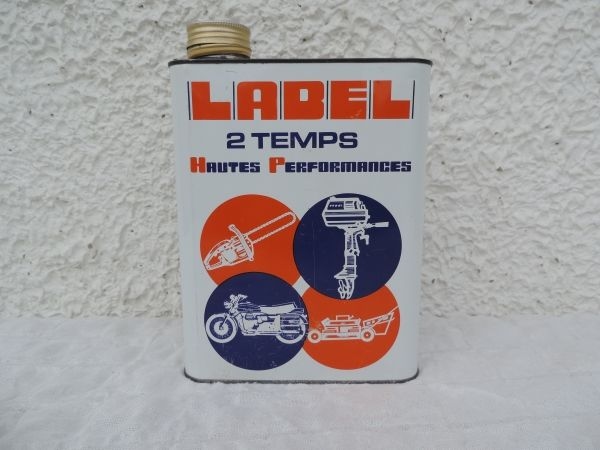 LABEL
2 TEMPS
HAUTES PERFORMANCES